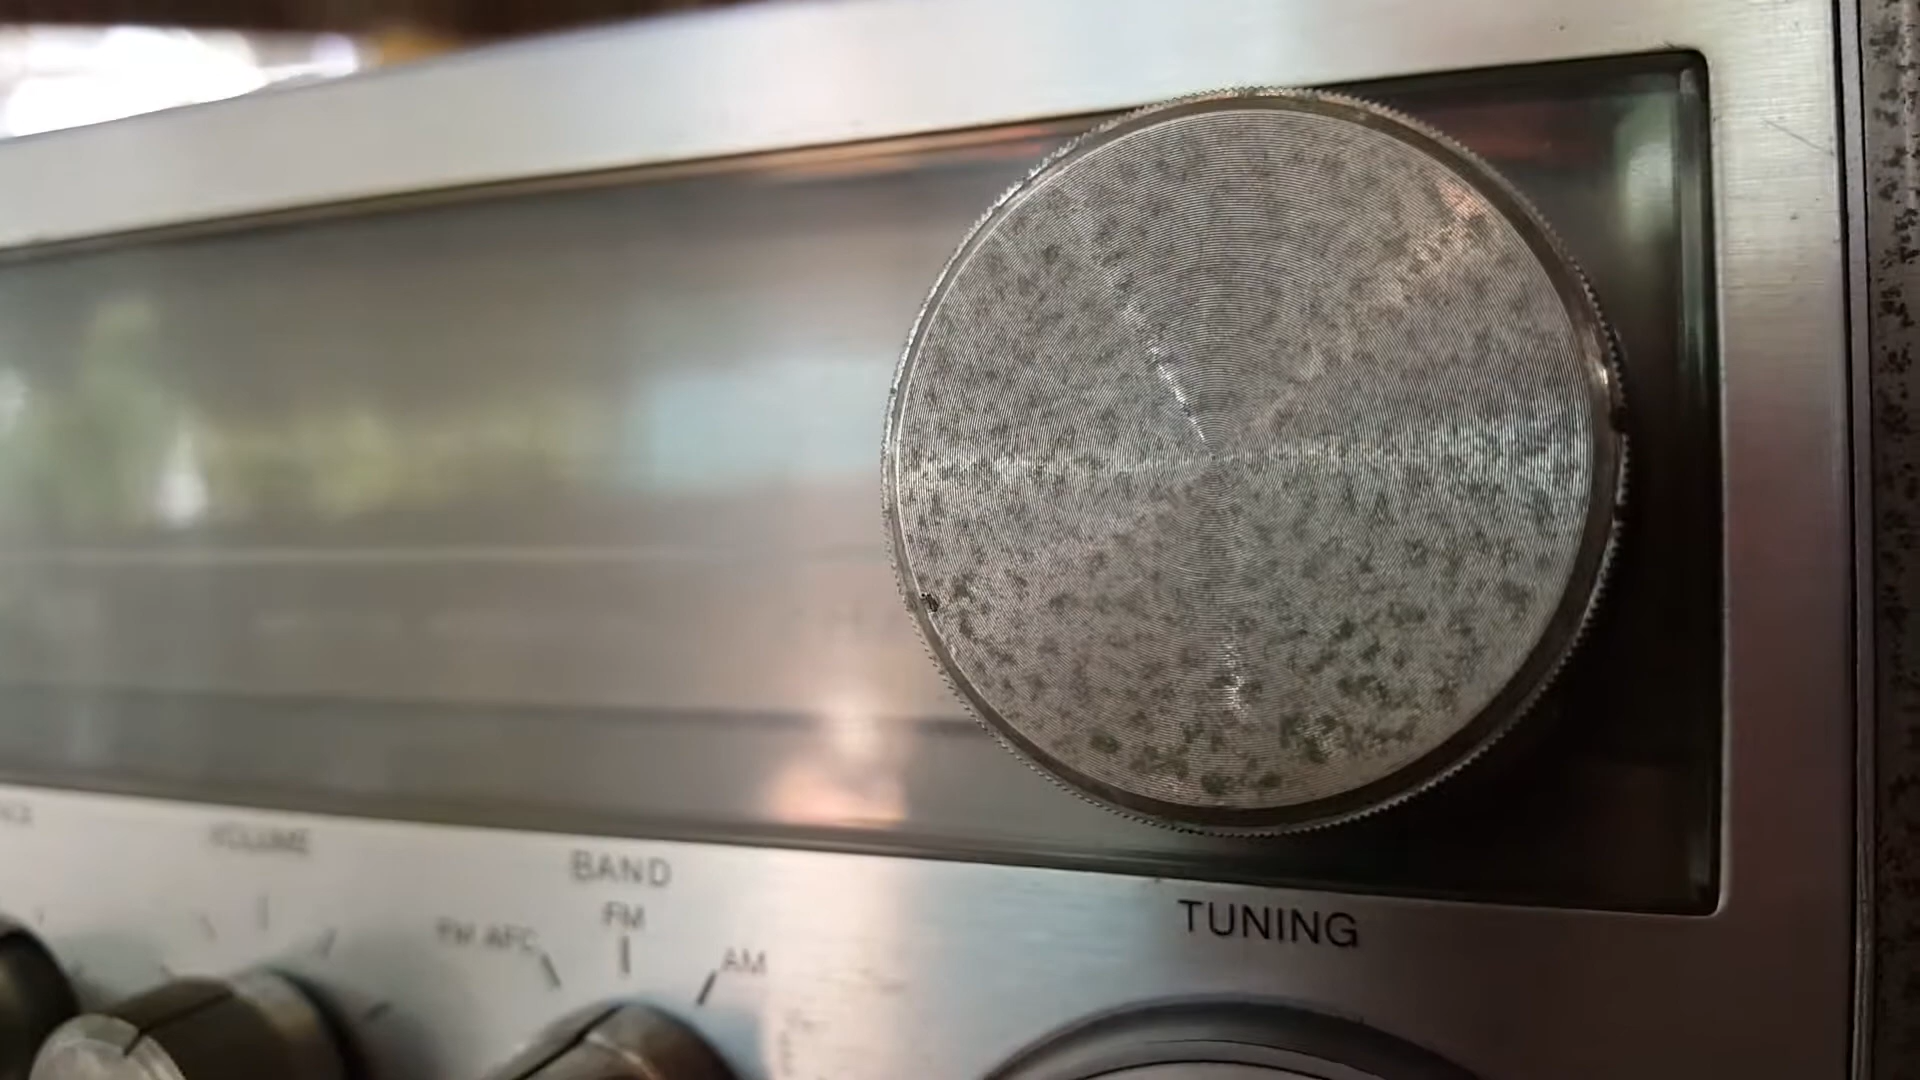 VOLUME
BAND
FM
FM AFC
AM
TUNING